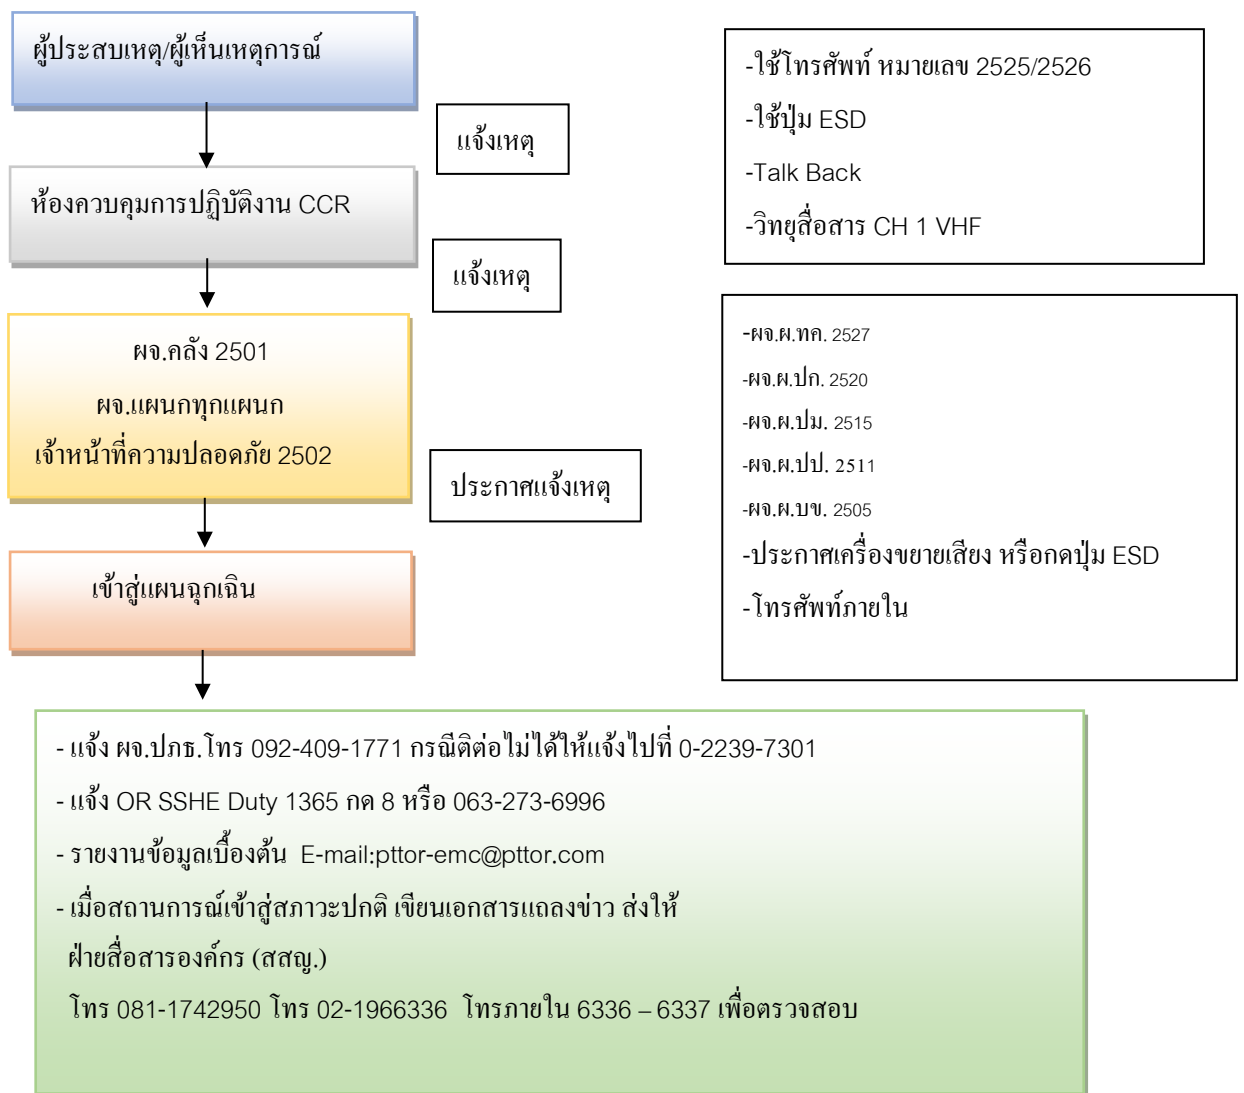 ผู้ประสบเหตุ/ผู้เห็นเหตุการณ์
แจ้งเหตุ
-ใช้โทรศัพท์ หมายเลข 2525/2526
-ใช้ปุ่ม ESD
-Talk Back
-วิทยุสื่อสาร CH 1 VHF
ห้องควบคุมการปฏิบัติงาน CCR
แจ้งเหตุ
ผจ.คลัง 2501
ผจ.แผนกทุกแผนก
เจ้าหน้าที่ความปลอดภัย 2502
ประกาศแจ้งเหตุ
-ผจ.ผ.ทค. 2527
-ผจ.ผ.ปก. 2520
-ผจ.ผ.ปม. 2515
-ผจ.ผ.ปป. 2511
-ผจ.ผ.บข. 2505
-ประกาศเครื่องขยายเสียง หรือกดปุ่ม ESD
-โทรศัพท์ภายใน
เข้าสู่แผนฉุกเฉิน
- แจ้ง ผจ.ปภธ.โทร 092-409-1771 กรณีติต่อไม่ได้ให้แจ้งไปที่ 0-2239-7301
- แจ้ง OR SSHE Duty 1365 กด 8 หรือ 063-273-6996
- รายงานข้อมูลเบื้องต้น E-mail:pttor-emc@pttor.com
- เมื่อสถานการณ์เข้าสู่สภาวะปกติ เขียนเอกสารแถลงข่าว ส่งให้
ฝ่ายสื่อสารองค์กร (สสญ.)
โทร 081-1742950 โทร 02-1966336 โทรภายใน 6336 – 6337 เพื่อตรวจสอบ